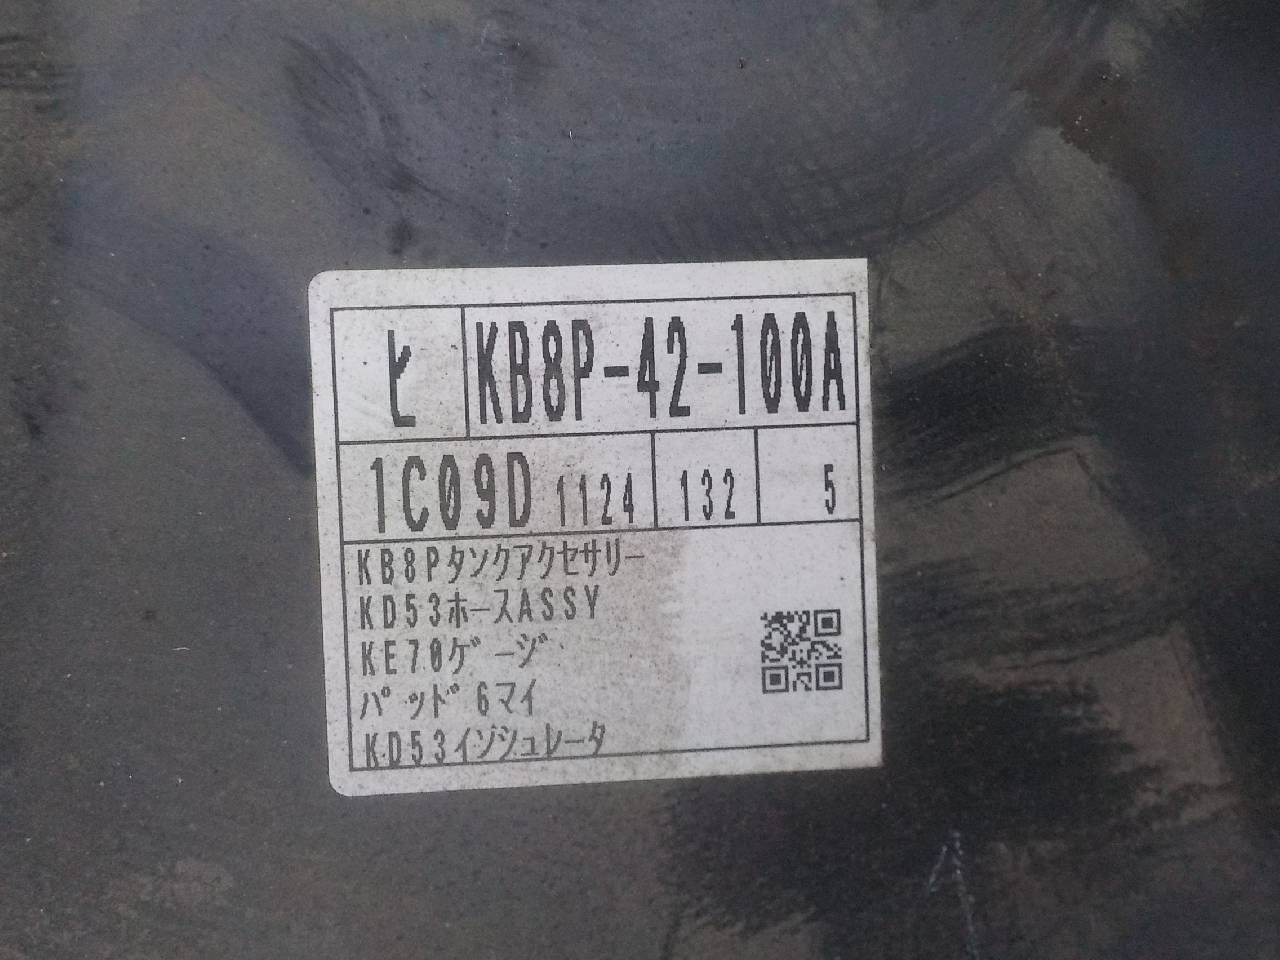 ヒ KB8P-42-100A
1C09D 1124 132 5
KB8Pタンクアクセサリー
KD53ホースASSY
KE70ゲージ
パッド6マイ
KD53インシュレータ